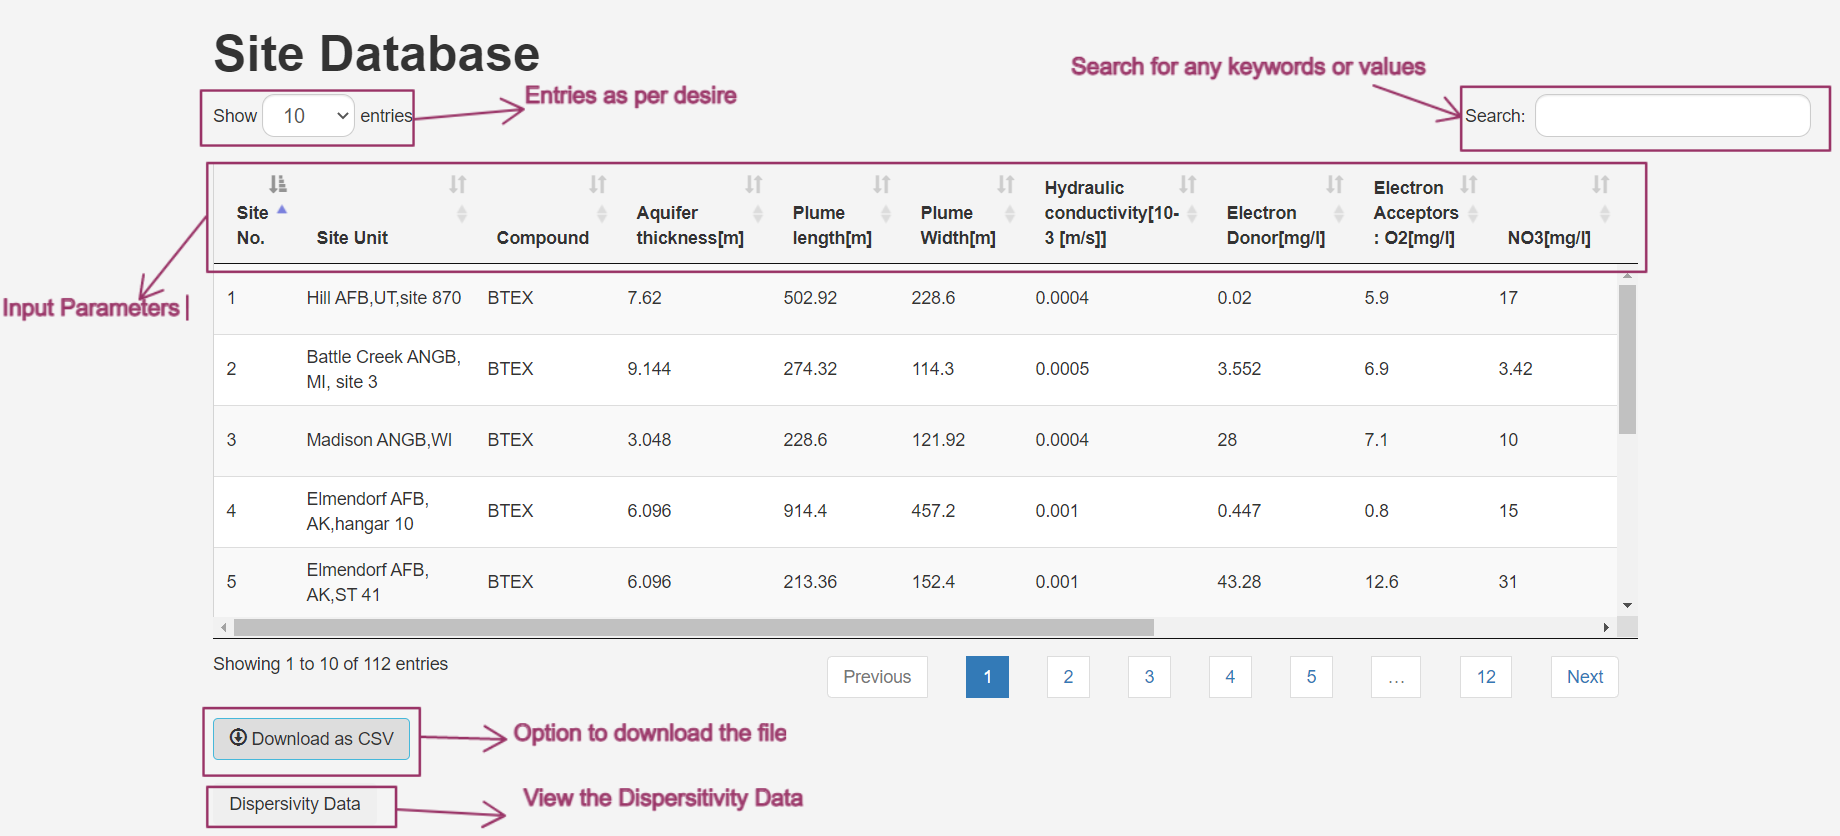 Site Database
Search for any keywords or values
Entries as per desire
Show 10 entries
Search:
Site No.
Site Unit
Compound
Aquifer thickness[m]
Plume length[m]
Plume Width[m]
Hydraulic conductivity[10-3 [m/s]]
Electron Donor[mg/l]
Electron Acceptors : O2[mg/l]
NO3[mg/l]
Input Parameters
1 Hill AFB,UT,site 870 BTEX 7.62 502.92 228.6 0.0004 0.02 5.9 17
2 Battle Creek ANGB, MI, site 3 BTEX 9.144 274.32 114.3 0.0005 3.552 6.9 3.42
3 Madison ANGB,WI BTEX 3.048 228.6 121.92 0.0004 28 7.1 10
4 Elmendorf AFB, AK,hangar 10 BTEX 6.096 914.4 457.2 0.001 0.447 0.8 15
5 Elmendorf AFB, AK,ST 41 BTEX 6.096 213.36 152.4 0.001 43.28 12.6 31
Showing 1 to 10 of 112 entries
Previous 1 2 3 4 5 … 12 Next
Download as CSV
Option to download the file
Dispersivity Data
View the Dispersitivity Data